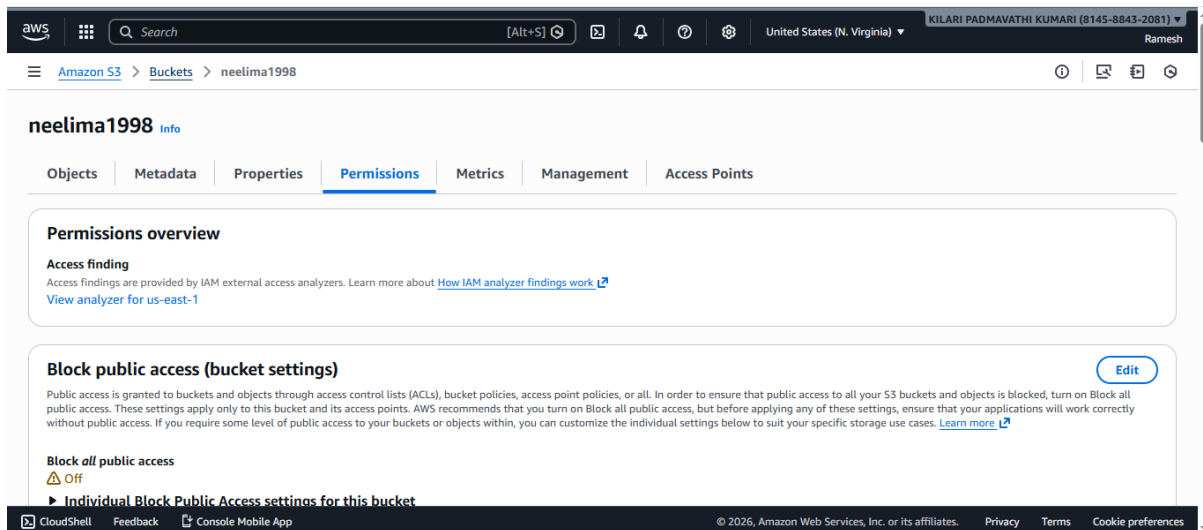 aws
Search
[Alt+S]
United States (N. Virginia) ▼
KILARI PADMAVATHI KUMARI (8145-8843-2081) ▼
Ramesh
Amazon S3 > Buckets > neelima1998
neelima1998 Info
Objects Metadata Properties Permissions Metrics Management Access Points
Permissions overview
Access finding
Access findings are provided by IAM external access analyzers. Learn more about How IAM analyzer findings work
View analyzer for us-east-1
Block public access (bucket settings)
Edit
Public access is granted to buckets and objects through access control lists (ACLs), bucket policies, access point policies, or all. In order to ensure that public access to all your S3 buckets and objects is blocked, turn on Block all
public access. These settings apply only to this bucket and its access points. AWS recommends that you turn on Block all public access, but before applying any of these settings, ensure that your applications will work correctly
without public access. If you require some level of public access to your buckets or objects within, you can customize the individual settings below to suit your specific storage use cases. Learn more
Block all public access
Off
Individual Block Public Access settings for this bucket
CloudShell Feedback Console Mobile App © 2026, Amazon Web Services, Inc. or its affiliates. Privacy Terms Cookie preferences